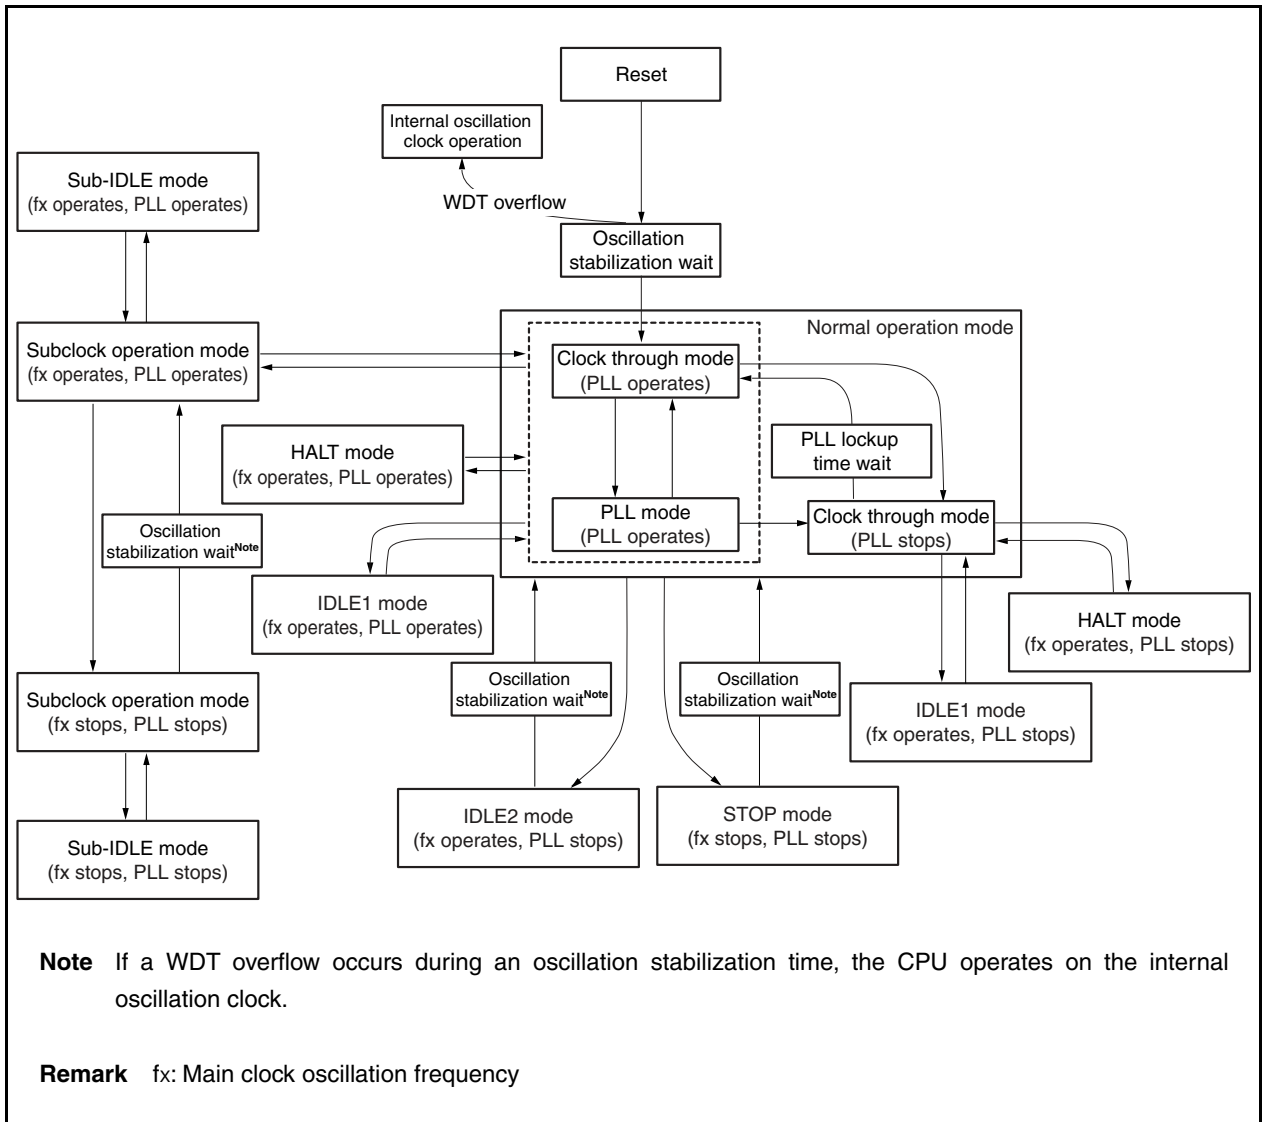 Reset
Internal oscillation
clock operation
Sub-IDLE mode
(fx operates, PLL operates)
WDT overflow
Oscillation
stabilization wait
Normal operation mode
Subclock operation mode
(fx operates, PLL operates)
Clock through mode
(PLL operates)
HALT mode
(fx operates, PLL operates)
PLL lockup
time wait
PLL mode
(PLL operates)
Clock through mode
(PLL stops)
Oscillation
stabilization waitNote
IDLE1 mode
(fx operates, PLL operates)
HALT mode
(fx operates, PLL stops)
Subclock operation mode
(fx stops, PLL stops)
Oscillation
stabilization waitNote
Oscillation
stabilization waitNote
IDLE1 mode
(fx operates, PLL stops)
IDLE2 mode
(fx operates, PLL stops)
STOP mode
(fx stops, PLL stops)
Sub-IDLE mode
(fx stops, PLL stops)
Note If a WDT overflow occurs during an oscillation stabilization time, the CPU operates on the internal
oscillation clock.
Remark fx: Main clock oscillation frequency